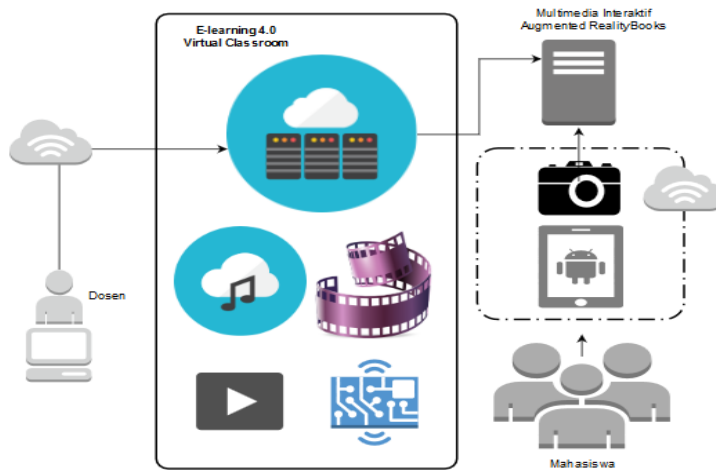 E-learning 4.0
Virtual Classroom
Multimedia Interaktif
Augmented RealityBooks
Dosen
Mahasiswa